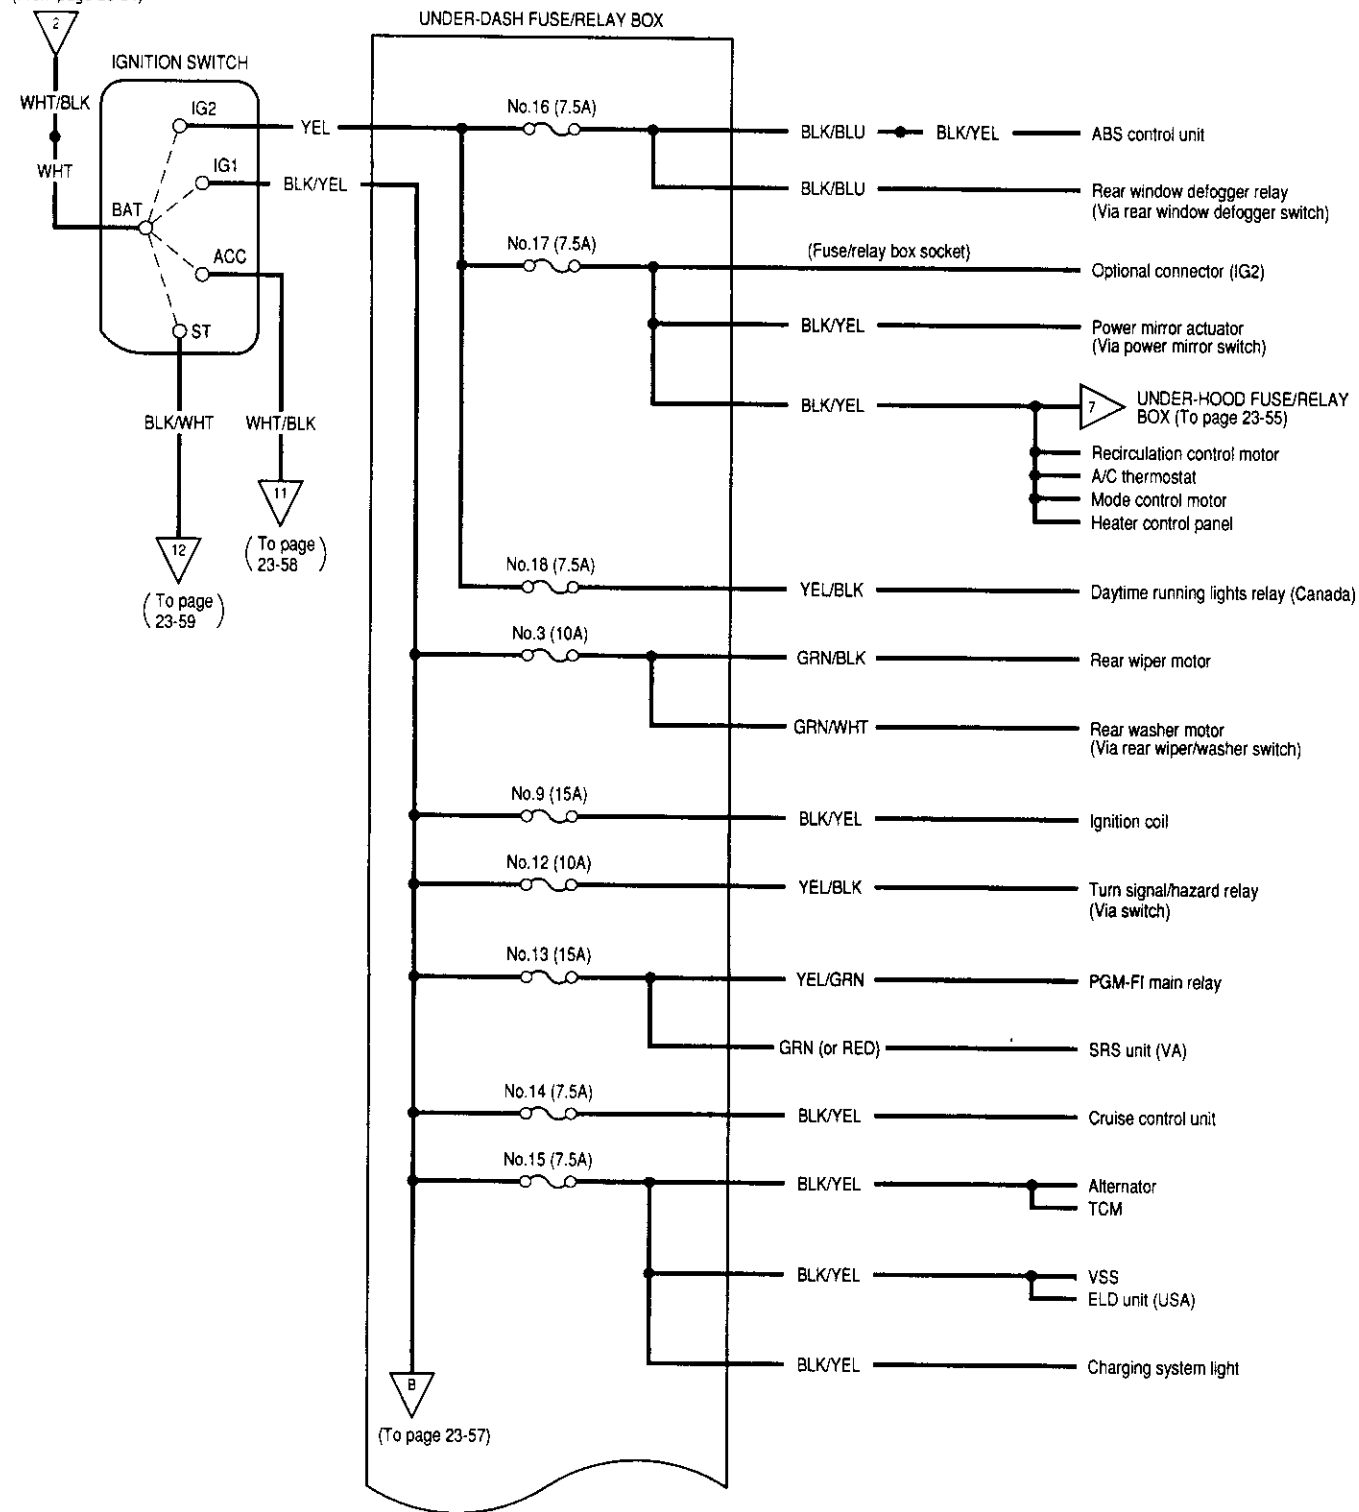 UNDER-DASH FUSE/RELAY BOX
2
IGNITION SWITCH
WHT/BLK
WHT
IG2
IG1
BAT
ACC
ST
YEL
BLK/YEL
BLK/WHT
WHT/BLK
11
(To page
23-58)
12
(To page
23-59)
No.16 (7.5A)
BLK/BLU
BLK/YEL
ABS control unit
BLK/BLU
Rear window defogger relay
(Via rear window defogger switch)
No.17 (7.5A)
(Fuse/relay box socket)
Optional connector (IG2)
BLK/YEL
Power mirror actuator
(Via power mirror switch)
BLK/YEL
7
UNDER-HOOD FUSE/RELAY
BOX (To page 23-55)
Recirculation control motor
A/C thermostat
Mode control motor
Heater control panel
No.18 (7.5A)
YEL/BLK
Daytime running lights relay (Canada)
No.3 (10A)
GRN/BLK
Rear wiper motor
GRN/WHT
Rear washer motor
(Via rear wiper/washer switch)
No.9 (15A)
BLK/YEL
Ignition coil
No.12 (10A)
YEL/BLK
Turn signal/hazard relay
(Via switch)
No.13 (15A)
YEL/GRN
PGM-FI main relay
GRN (or RED)
SRS unit (VA)
No.14 (7.5A)
BLK/YEL
Cruise control unit
No.15 (7.5A)
BLK/YEL
Alternator
TCM
BLK/YEL
VSS
ELD unit (USA)
BLK/YEL
Charging system light
B
(To page 23-57)